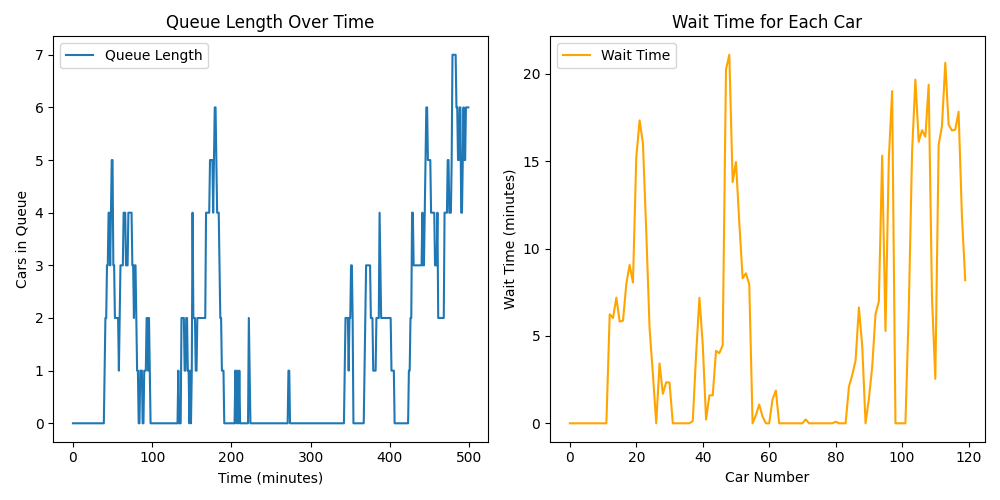 Queue Length Over Time
Queue Length
7
6
5
4
3
2
1
0
Cars in Queue
0 100 200 300 400 500
Time (minutes)
Wait Time for Each Car
Wait Time
20
15
10
5
0
Wait Time (minutes)
0 20 40 60 80 100 120
Car Number